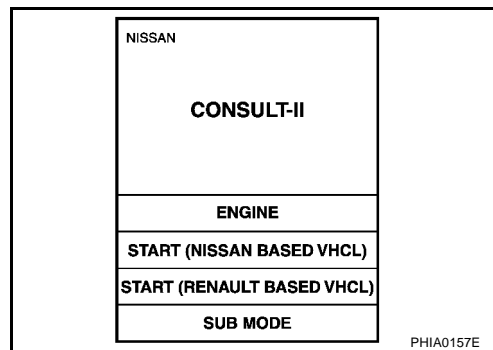 NISSAN
CONSULT-II
ENGINE
START (NISSAN BASED VHCL)
START (RENAULT BASED VHCL)
SUB MODE
PHIA0157E